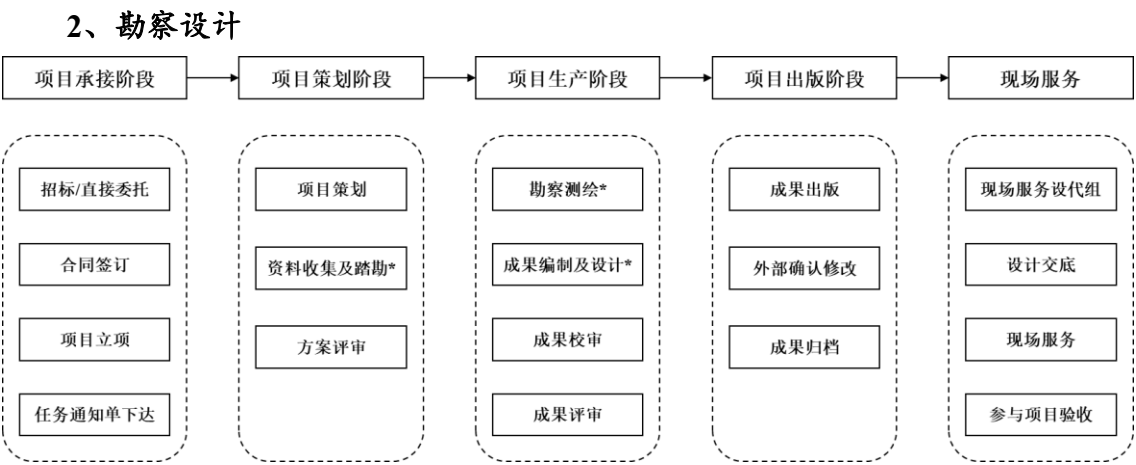 2、勘察设计
项目承接阶段
项目策划阶段
项目生产阶段
项目出版阶段
现场服务
招标/直接委托
合同签订
项目立项
任务通知单下达
项目策划
资料收集及踏勘*
方案评审
勘察测绘*
成果编制及设计*
成果校审
成果评审
成果出版
外部确认修改
成果归档
现场服务设代组
设计交底
现场服务
参与项目验收